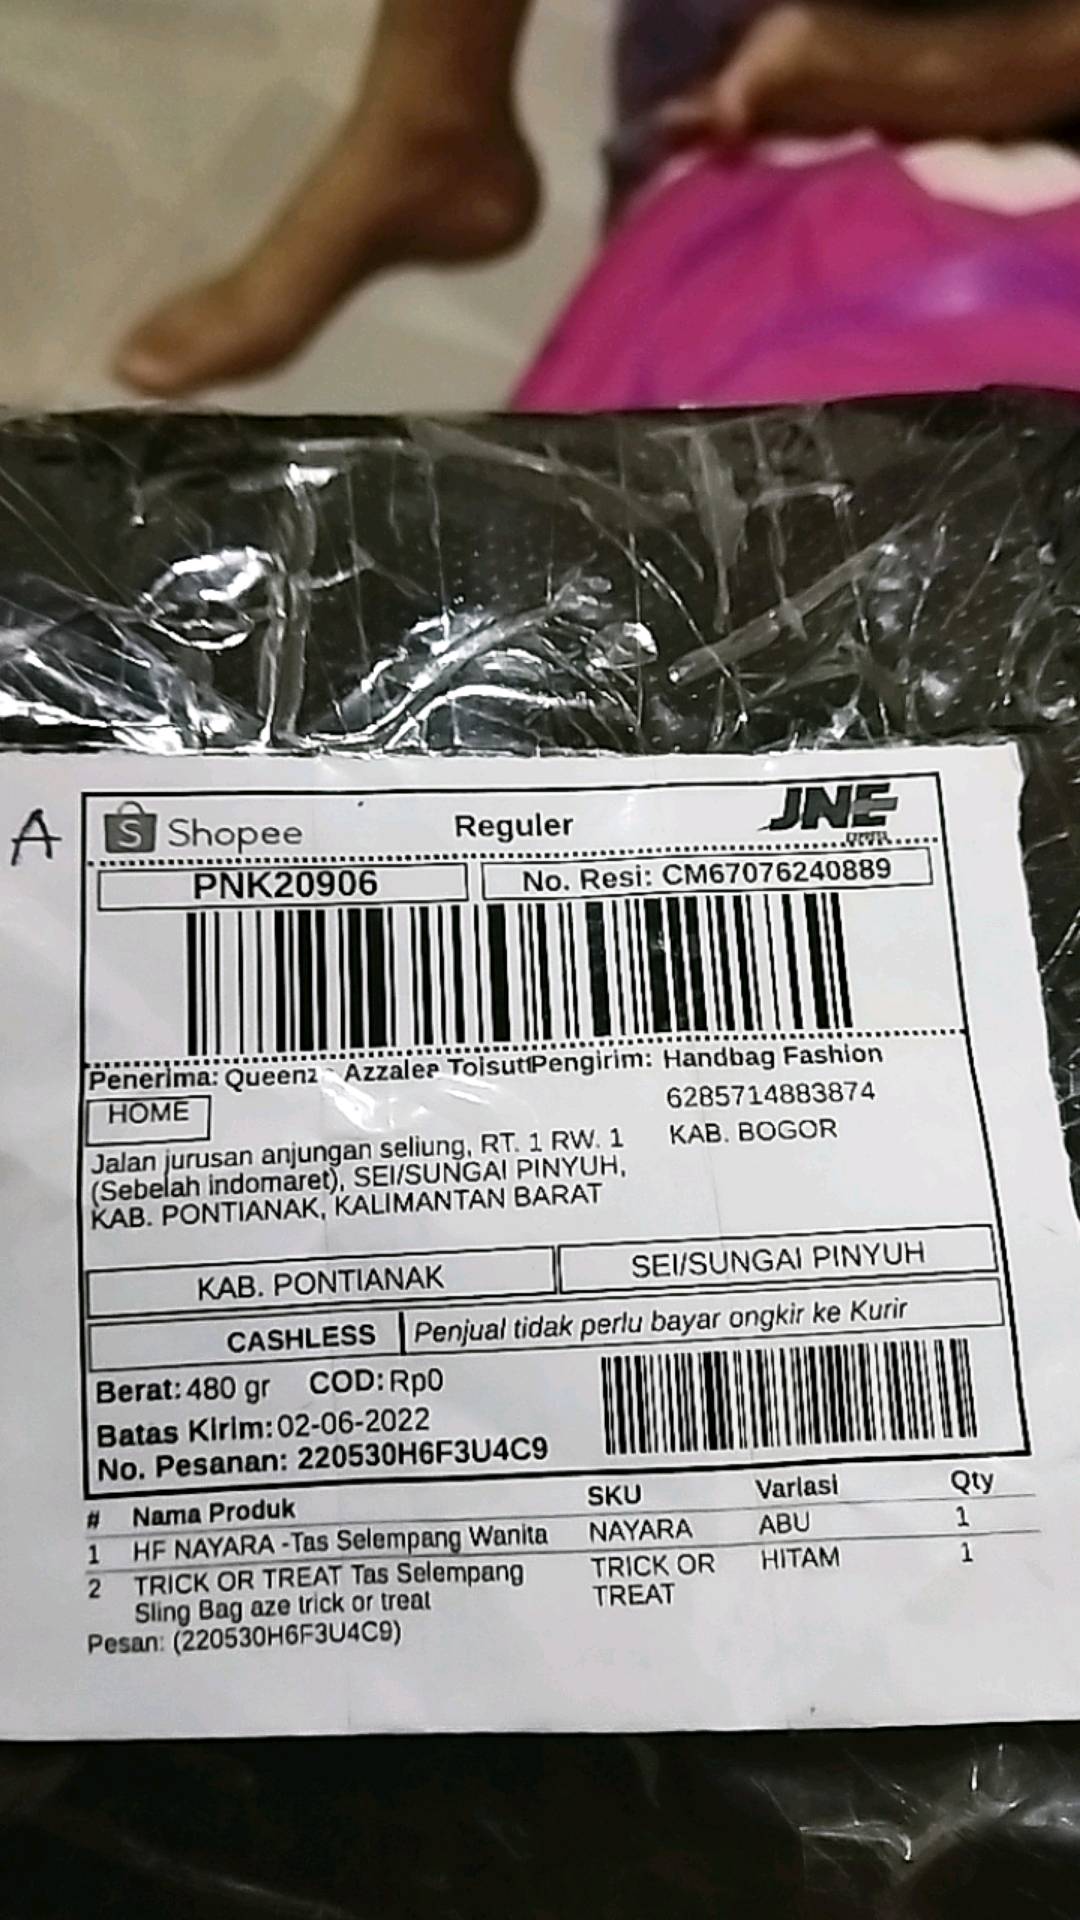 A
Shopee
Reguler
JNE
EXPRESS
PNK20906
No. Resi: CM67076240889
Penerima: Queenz Azzalea
Pengirim: Handbag Fashion
HOME
6285714883874
KAB. BOGOR
Jalan jurusan anjungan seliung, RT. 1 RW. 1
(Sebelah indomaret), SEI/SUNGAI PINYUH,
KAB. PONTIANAK, KALIMANTAN BARAT
KAB. PONTIANAK
SEI/SUNGAI PINYUH
CASHLESS
Penjual tidak perlu bayar ongkir ke Kurir
Berat: 480 gr COD: Rp0
Batas Kirim: 02-06-2022
No. Pesanan: 220530H6F3U4C9
# Nama Produk SKU Variasi Qty
1 HF NAYARA -Tas Selempang Wanita NAYARA ABU 1
2 TRICK OR TREAT Tas Selempang TRICK OR HITAM 1
Sling Bag aze trick or treat TREAT
Pesan: (220530H6F3U4C9)